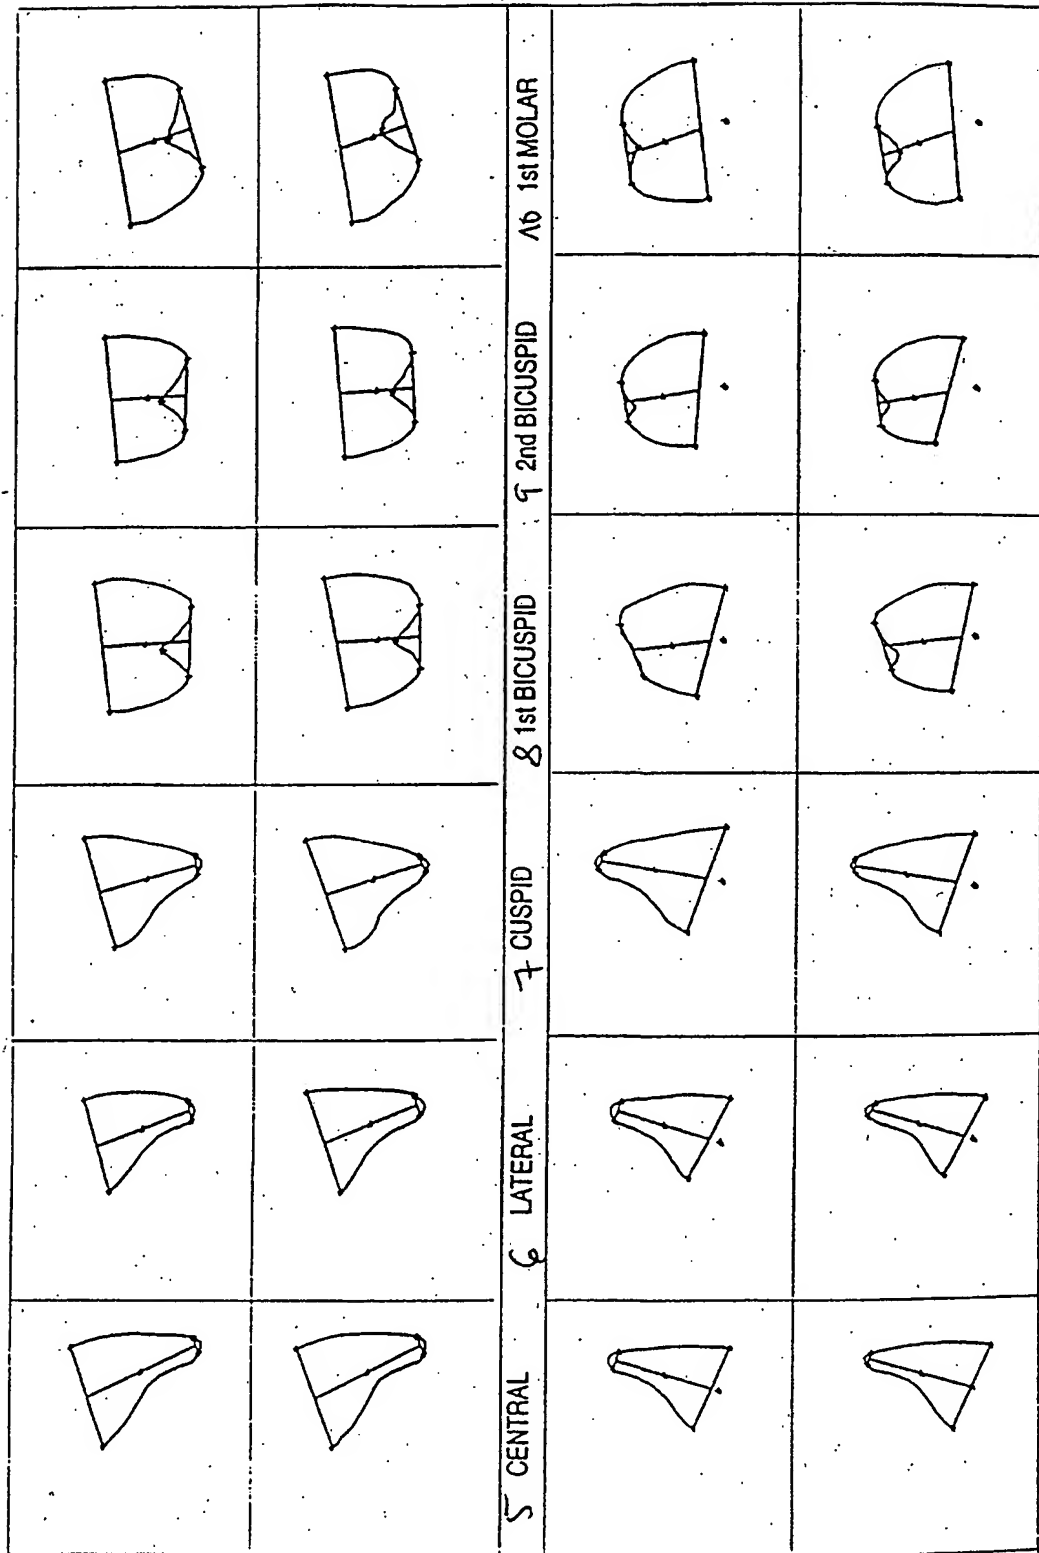 5 CENTRAL
6 LATERAL
7 CUSPID
8 1st BICUSPID
9 2nd BICUSPID
10 1st MOLAR